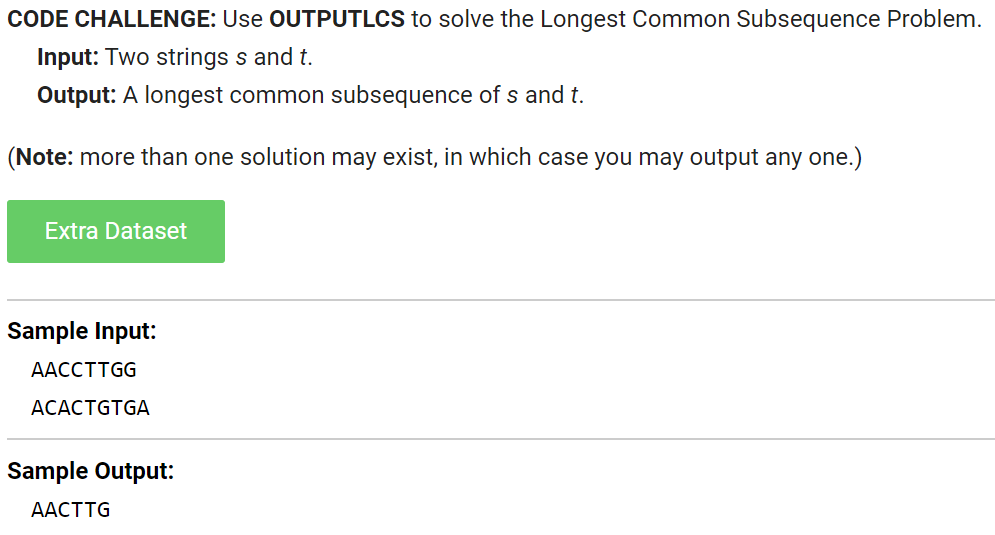 CODE CHALLENGE: Use OUTPUTLCS to solve the Longest Common Subsequence Problem.
Input: Two strings s and t.
Output: A longest common subsequence of s and t.
(Note: more than one solution may exist, in which case you may output any one.)
Extra Dataset
Sample Input:
AACCTTGG
ACACTGTGA
Sample Output:
AACTTG